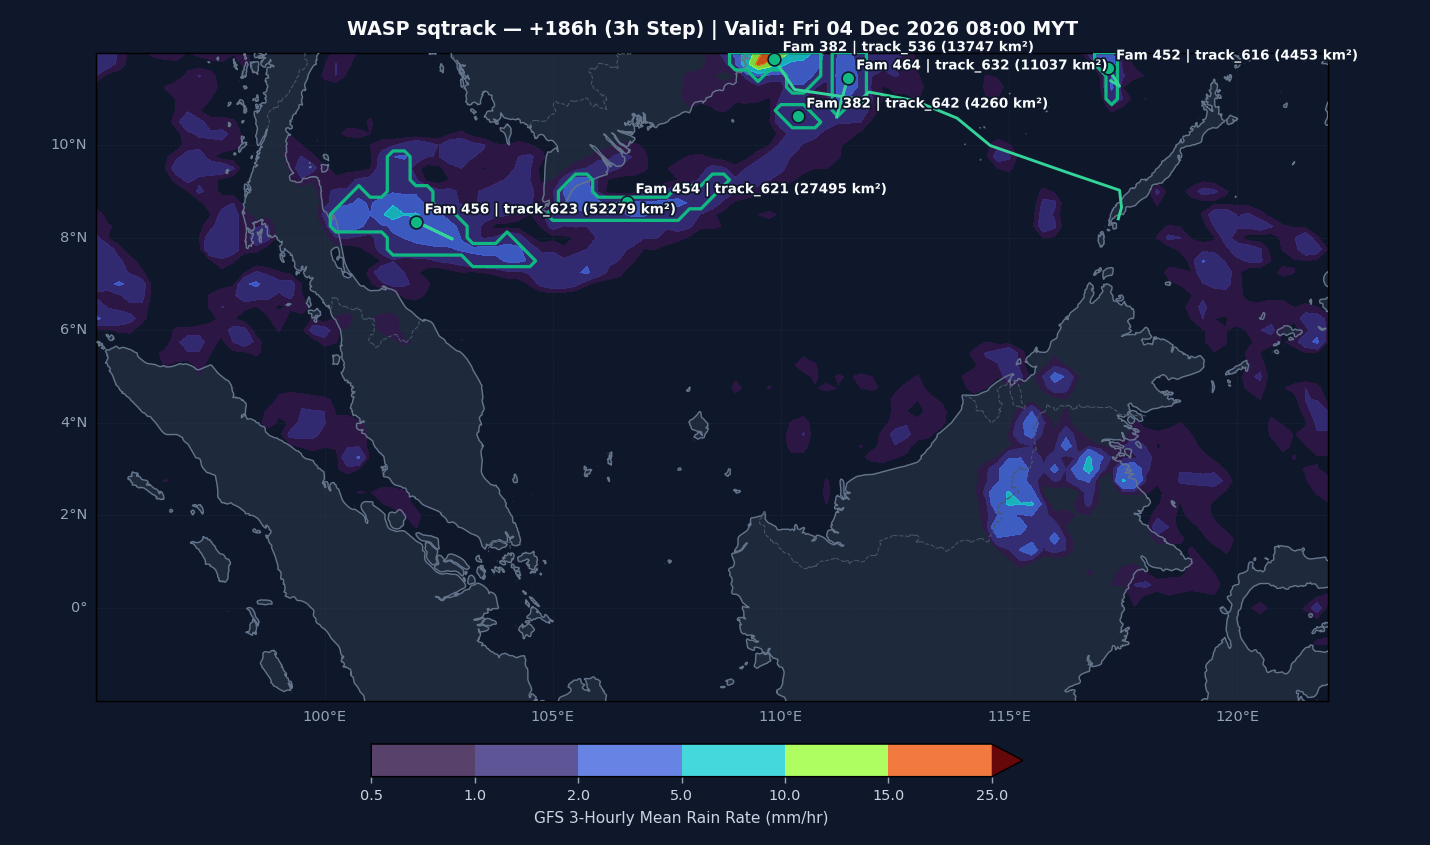 WASP sqtrack — +186h (3h Step) | Valid: Fri 04 Dec 2026 08:00 MYT
Fam 382 | track_536 (13747 km²)
Fam 452 | track_616 (4453 km²)
Fam 464 | track_632 (11037 km²)
Fam 382 | track_642 (4260 km²)
Fam 454 | track_621 (27495 km²)
Fam 456 | track_623 (52279 km²)
10°N
8°N
6°N
4°N
2°N
0°
100°E 105°E 110°E 115°E 120°E
0.5 1.0 2.0 5.0 10.0 15.0 25.0
GFS 3-Hourly Mean Rain Rate (mm/hr)